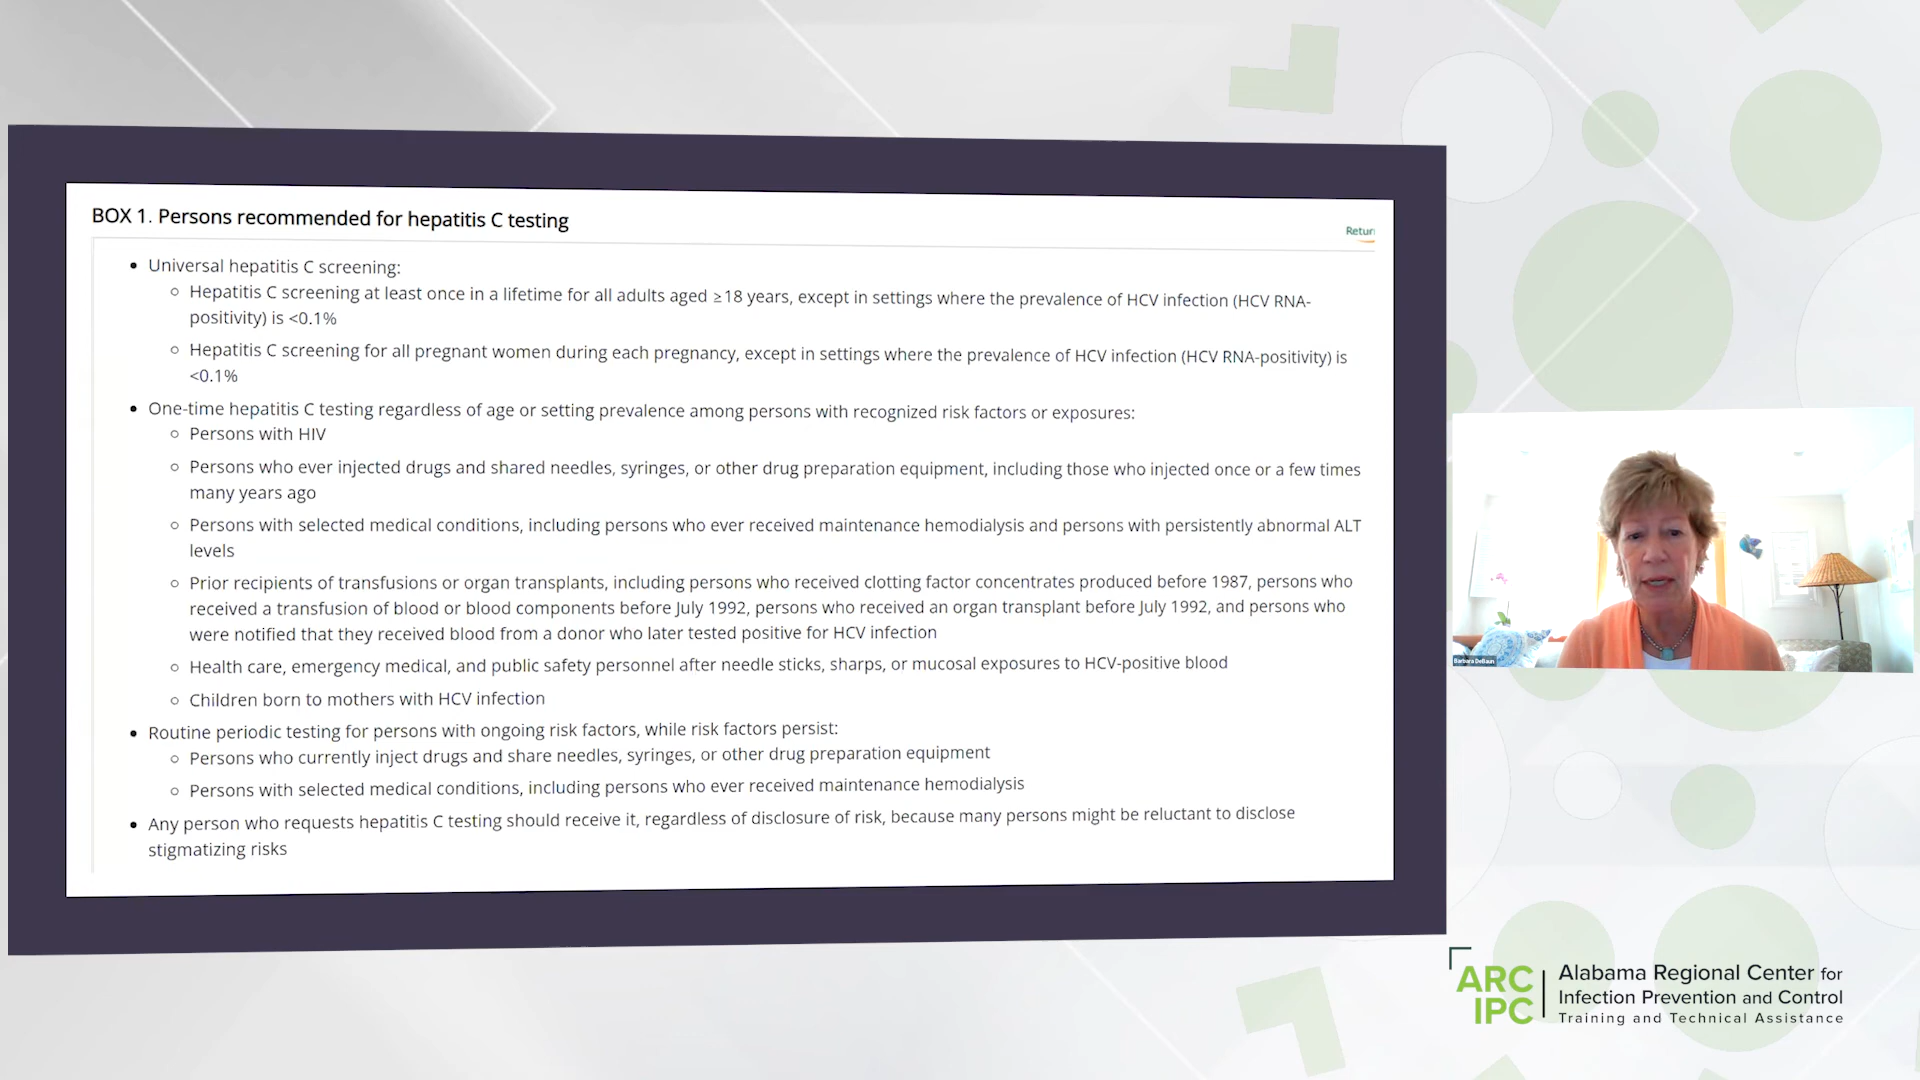 BOX 1. Persons recommended for hepatitis C testing
Retur
• Universal hepatitis C screening:
○ Hepatitis C screening at least once in a lifetime for all adults aged ≥18 years, except in settings where the prevalence of HCV infection (HCV RNA-
positivity) is <0.1%
○ Hepatitis C screening for all pregnant women during each pregnancy, except in settings where the prevalence of HCV infection (HCV RNA-positivity) is
<0.1%
• One-time hepatitis C testing regardless of age or setting prevalence among persons with recognized risk factors or exposures:
○ Persons with HIV
○ Persons who ever injected drugs and shared needles, syringes, or other drug preparation equipment, including those who injected once or a few times
many years ago
○ Persons with selected medical conditions, including persons who ever received maintenance hemodialysis and persons with persistently abnormal ALT
levels
○ Prior recipients of transfusions or organ transplants, including persons who received clotting factor concentrates produced before 1987, persons who
received a transfusion of blood or blood components before July 1992, persons who received an organ transplant before July 1992, and persons who
were notified that they received blood from a donor who later tested positive for HCV infection
○ Health care, emergency medical, and public safety personnel after needle sticks, sharps, or mucosal exposures to HCV-positive blood
○ Children born to mothers with HCV infection
• Routine periodic testing for persons with ongoing risk factors, while risk factors persist:
○ Persons who currently inject drugs and share needles, syringes, or other drug preparation equipment
○ Persons with selected medical conditions, including persons who ever received maintenance hemodialysis
• Any person who requests hepatitis C testing should receive it, regardless of disclosure of risk, because many persons might be reluctant to disclose
stigmatizing risks
Barbara DeBaun
ARC
IPC
Alabama Regional Center for
Infection Prevention and Control
Training and Technical Assistance